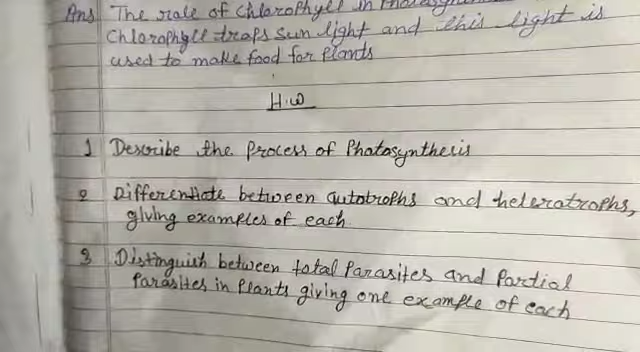 Ans The role of chlorophyll in
Chlorophyll traps sun light and this light is
used to make food for plants
H.W
1 Describe the process of Photosynthesis
2 Differentiate between autotrophs and heterotrophs,
giving examples of each
3 Distinguish between total Parasites and Partial
Parasites in plants giving one example of each